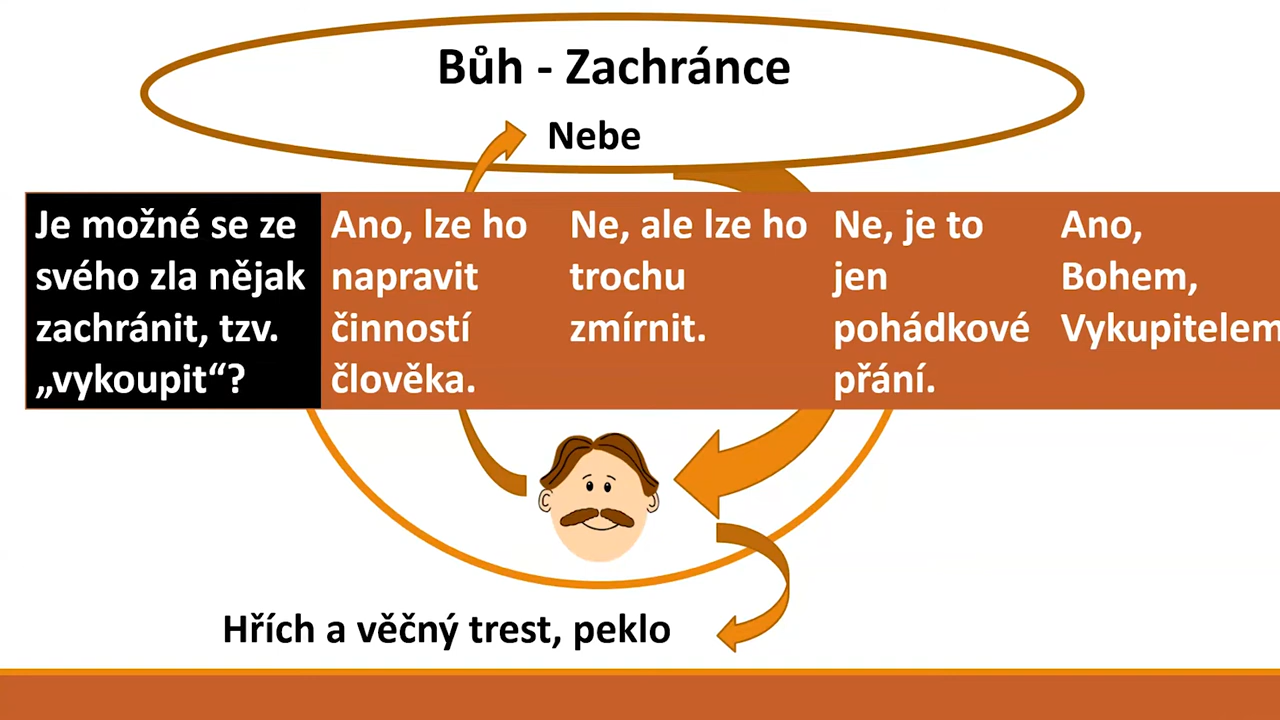 Bůh - Zachránce
Nebe
Je možné se ze
svého zla nějak
zachránit, tzv.
„vykoupit“?
Ano, lze ho
napravit
činností
člověka.
Ne, ale lze ho
trochu
zmírnit.
Ne, je to
jen
pohádkové
přání.
Ano,
Bohem,
Vykupitelem
Hřích a věčný trest, peklo